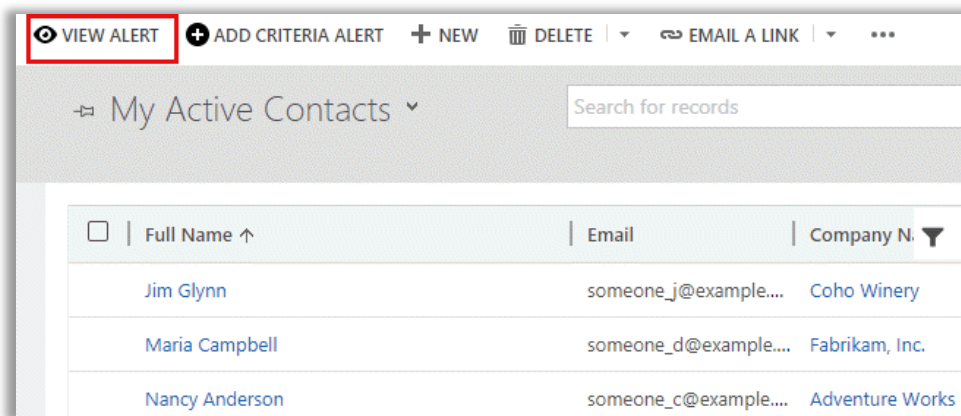 VIEW ALERT ADD CRITERIA ALERT NEW DELETE EMAIL A LINK ...
My Active Contacts Search for records
Full Name ↑ Email Company Na
Jim Glynn someone_j@example.... Coho Winery
Maria Campbell someone_d@example.... Fabrikam, Inc.
Nancy Anderson someone_c@example.... Adventure Works